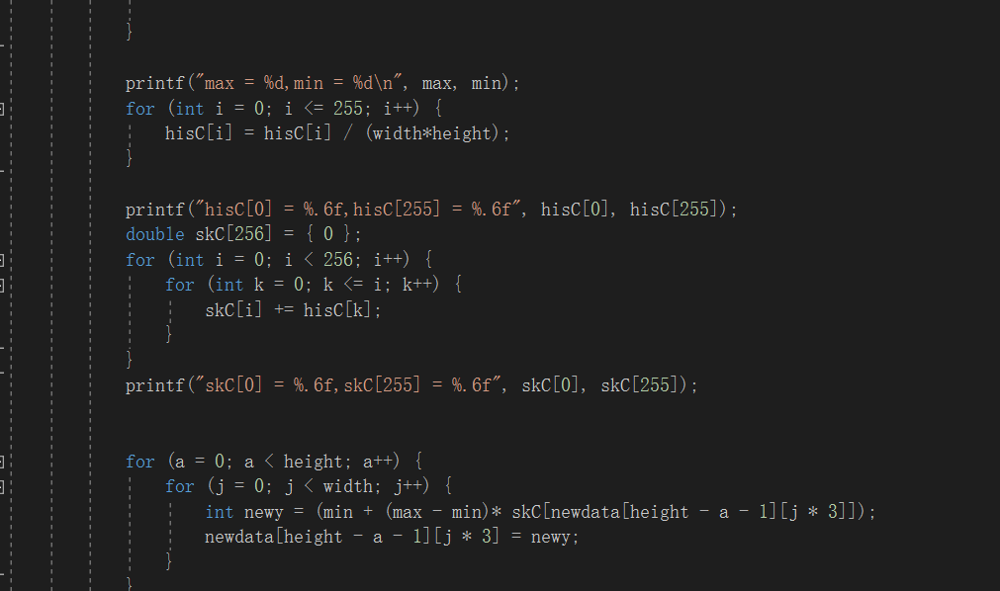 }
printf("max = %d,min = %d\n", max, min);
for (int i = 0; i <= 255; i++) {
hisC[i] = hisC[i] / (width*height);
}
printf("hisC[0] = %.6f,hisC[255] = %.6f", hisC[0], hisC[255]);
double skC[256] = { 0 };
for (int i = 0; i < 256; i++) {
for (int k = 0; k <= i; k++) {
skC[i] += hisC[k];
}
}
printf("skC[0] = %.6f,skC[255] = %.6f", skC[0], skC[255]);
for (a = 0; a < height; a++) {
for (j = 0; j < width; j++) {
int newy = (min + (max - min)* skC[newdata[height - a - 1][j * 3]]);
newdata[height - a - 1][j * 3] = newy;
}
}